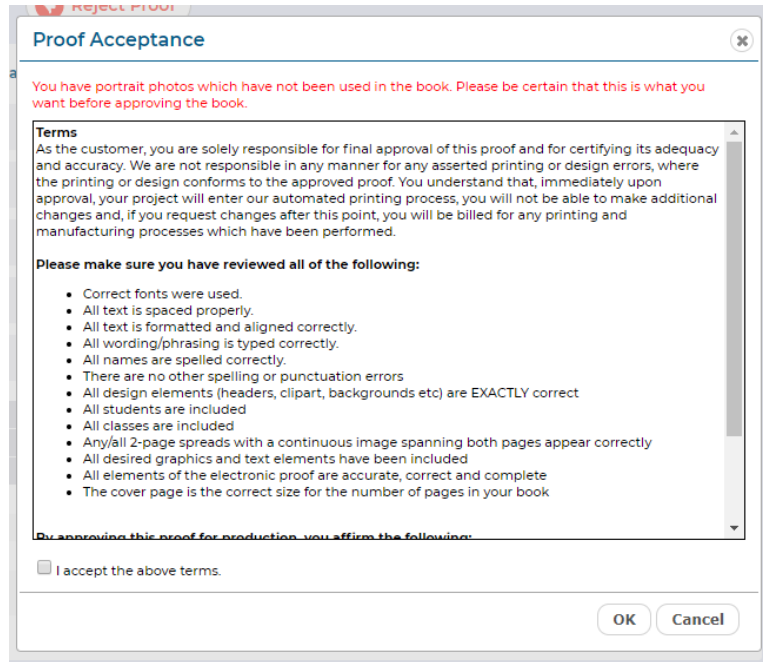 Reject Proof
Proof Acceptance
a
You have portrait photos which have not been used in the book. Please be certain that this is what you
want before approving the book.
Terms
As the customer, you are solely responsible for final approval of this proof and for certifying its adequacy
and accuracy. We are not responsible in any manner for any asserted printing or design errors, where
the printing or design conforms to the approved proof. You understand that, immediately upon
approval, your project will enter our automated printing process, you will not be able to make additional
changes and, if you request changes after this point, you will be billed for any printing and
manufacturing processes which have been performed.
Please make sure you have reviewed all of the following:
• Correct fonts were used.
• All text is spaced properly.
• All text is formatted and aligned correctly.
• All wording/phrasing is typed correctly.
• All names are spelled correctly.
• There are no other spelling or punctuation errors
• All design elements (headers, clipart, backgrounds etc) are EXACTLY correct
• All students are included
• All classes are included
• Any/all 2-page spreads with a continuous image spanning both pages appear correctly
• All desired graphics and text elements have been included
• All elements of the electronic proof are accurate, correct and complete
• The cover page is the correct size for the number of pages in your book
By approving this proof for production, you affirm the following:
I accept the above terms.
OK Cancel